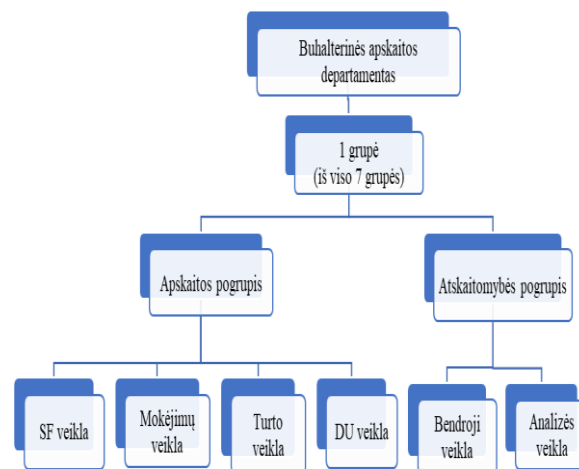 Buhalterinės apskaitos
departamentas
1 grupė
(iš viso 7 grupės)
Apskaitos pogrupis
Atskaitomybės pogrupis
SF veikla
Mokėjimų
veikla
Turto
veikla
DU veikla
Bendroji
veikla
Analizės
veikla